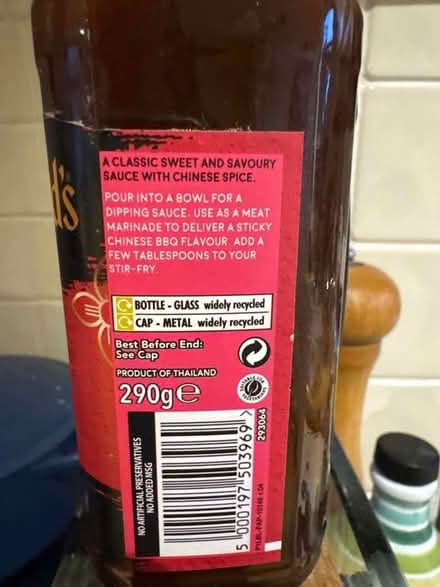 d's
A CLASSIC SWEET AND SAVOURY
SAUCE WITH CHINESE SPICE.
POUR INTO A BOWL FOR A
DIPPING SAUCE. USE AS A MEAT
MARINADE TO DELIVER A STICKY
CHINESE BBQ FLAVOUR. ADD A
FEW TABLESPOONS TO YOUR
STIR-FRY.
BOTTLE - GLASS widely recycled
CAP - METAL widely recycled
Best Before End:
See Cap
PRODUCT OF THAILAND
290g e
SUITABLE FOR VEGETARIANS
NO ARTIFICIAL PRESERVATIVES
NO ADDED MSG
5 000197 503969 >
293064